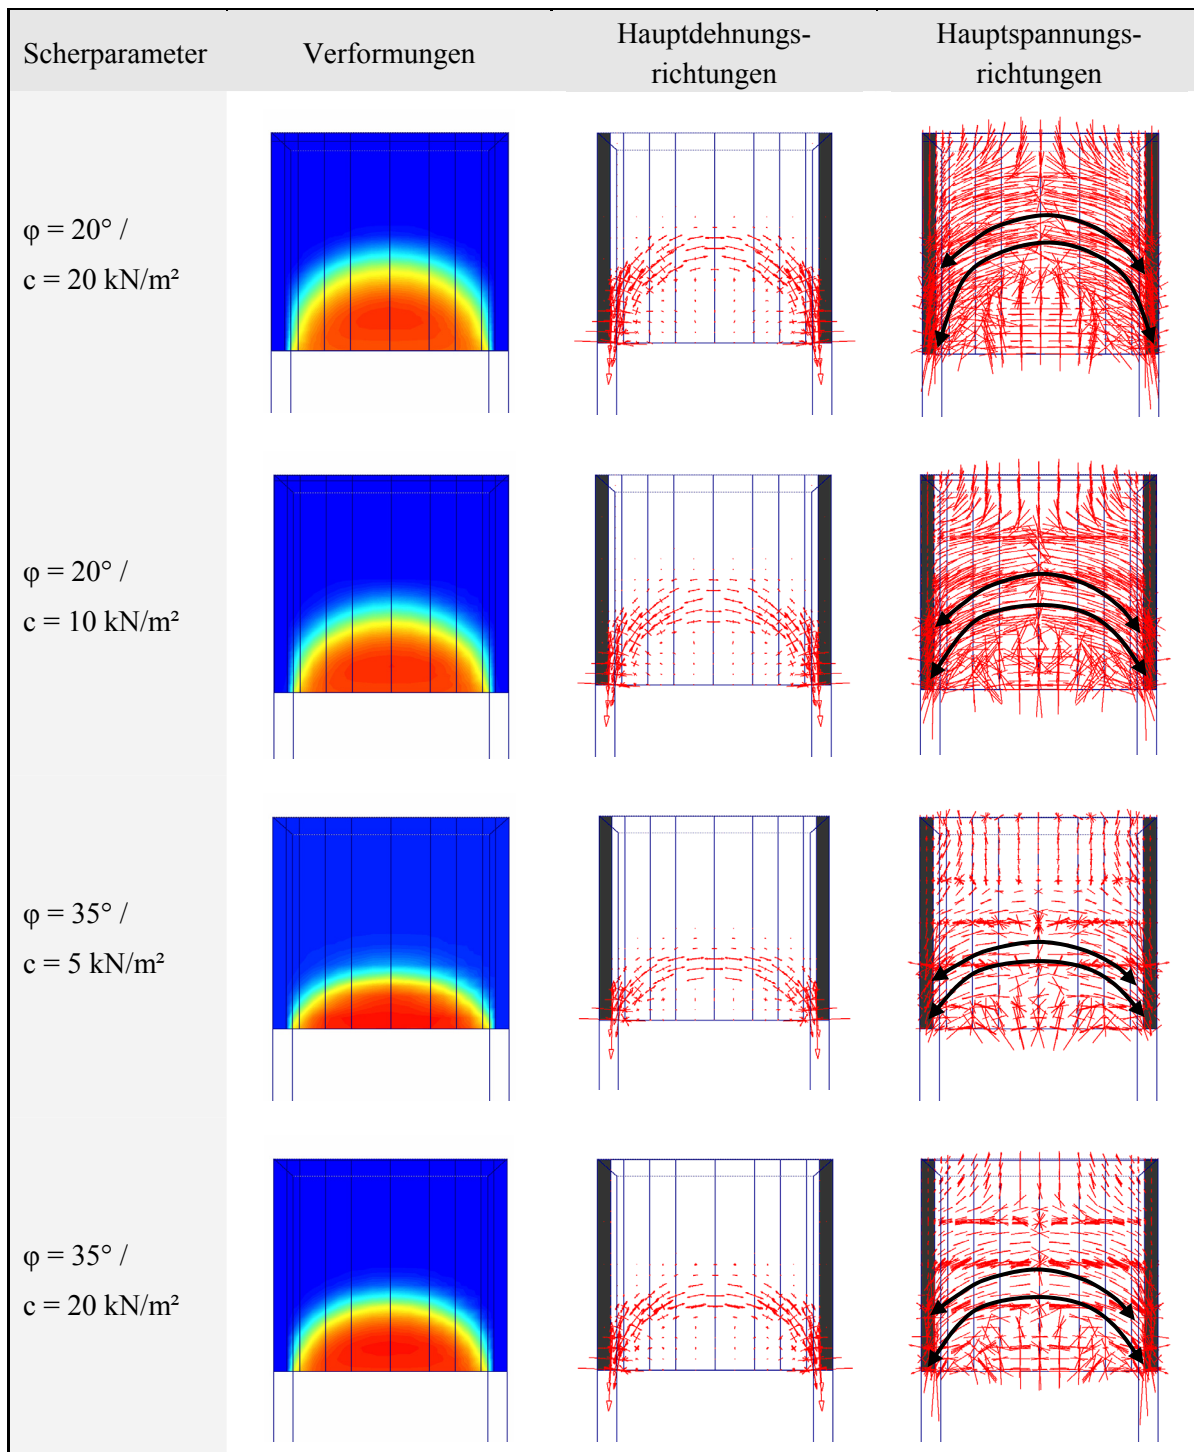 Scherparameter
Verformungen
Hauptdehnungs-
richtungen
Hauptspannungs-
richtungen
φ = 20° /
c = 20 kN/m²
φ = 20° /
c = 10 kN/m²
φ = 35° /
c = 5 kN/m²
φ = 35° /
c = 20 kN/m²